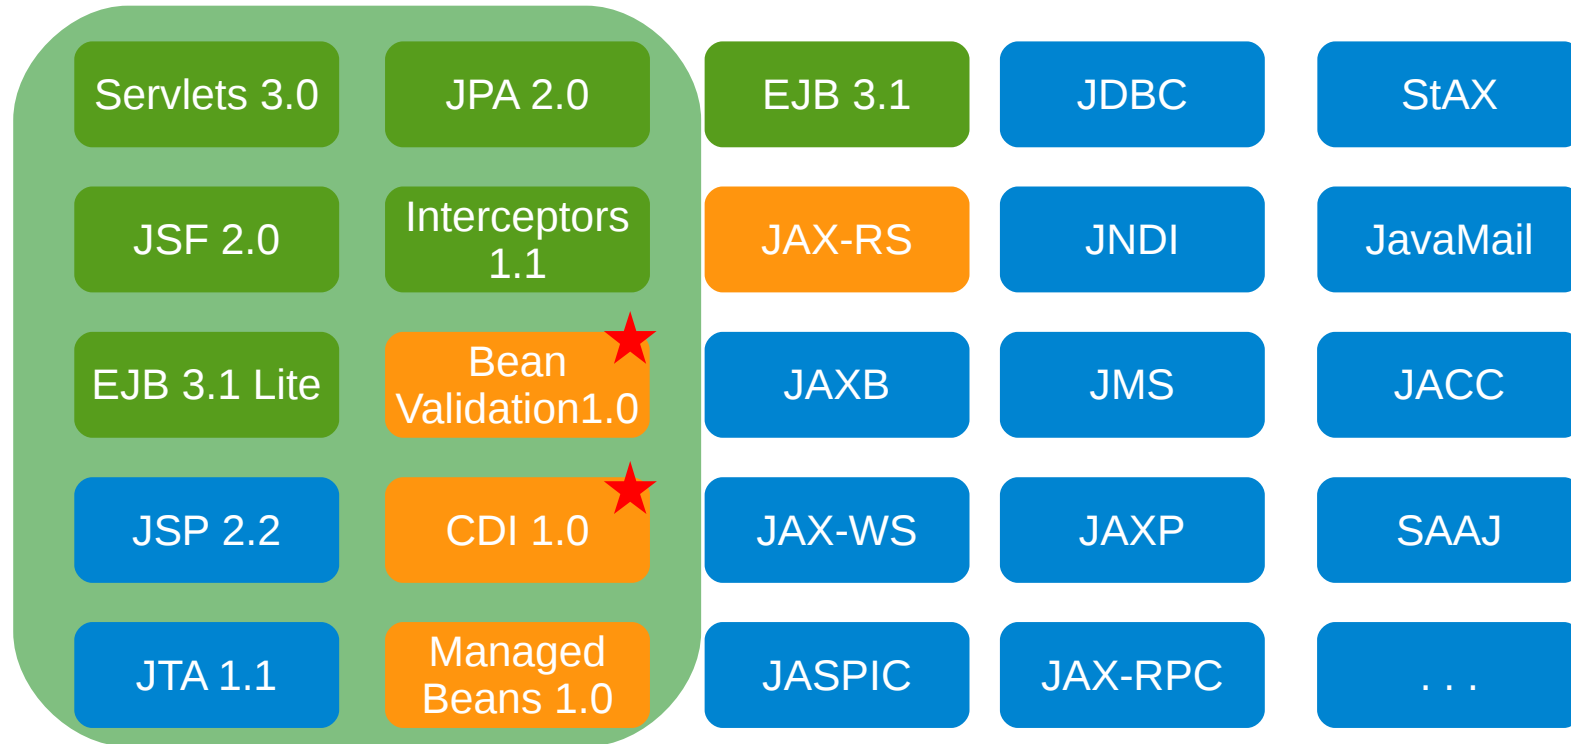 Servlets 3.0
JPA 2.0
EJB 3.1
JDBC
StAX
JSF 2.0
Interceptors
1.1
JAX-RS
JNDI
JavaMail
EJB 3.1 Lite
Bean
Validation1.0
JAXB
JMS
JACC
JSP 2.2
CDI 1.0
JAX-WS
JAXP
SAAJ
JTA 1.1
Managed
Beans 1.0
JASPIC
JAX-RPC
. . .